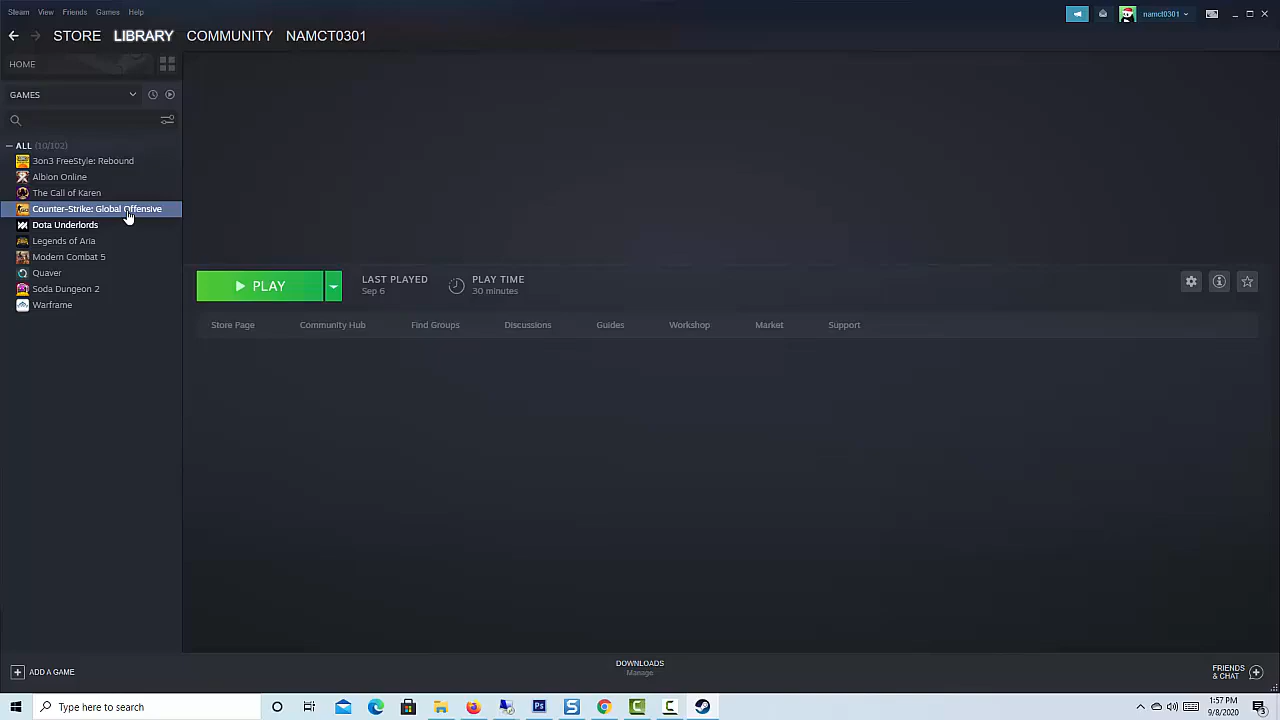 Steam View Friends Games Help
namct0301
STORE LIBRARY COMMUNITY NAMCT0301
HOME
GAMES
ALL (10/102)
3on3 FreeStyle: Rebound
Albion Online
The Call of Karen
Counter-Strike: Global Offensive
Dota Underlords
Legends of Aria
Modern Combat 5
Quaver
Soda Dungeon 2
Warframe
PLAY
LAST PLAYED
Sep 6
PLAY TIME
30 minutes
Store Page Community Hub Find Groups Discussions Guides Workshop Market Support
ADD A GAME
DOWNLOADS
Manage
FRIENDS
& CHAT
Type here to search
1:57 PM
9/8/2020